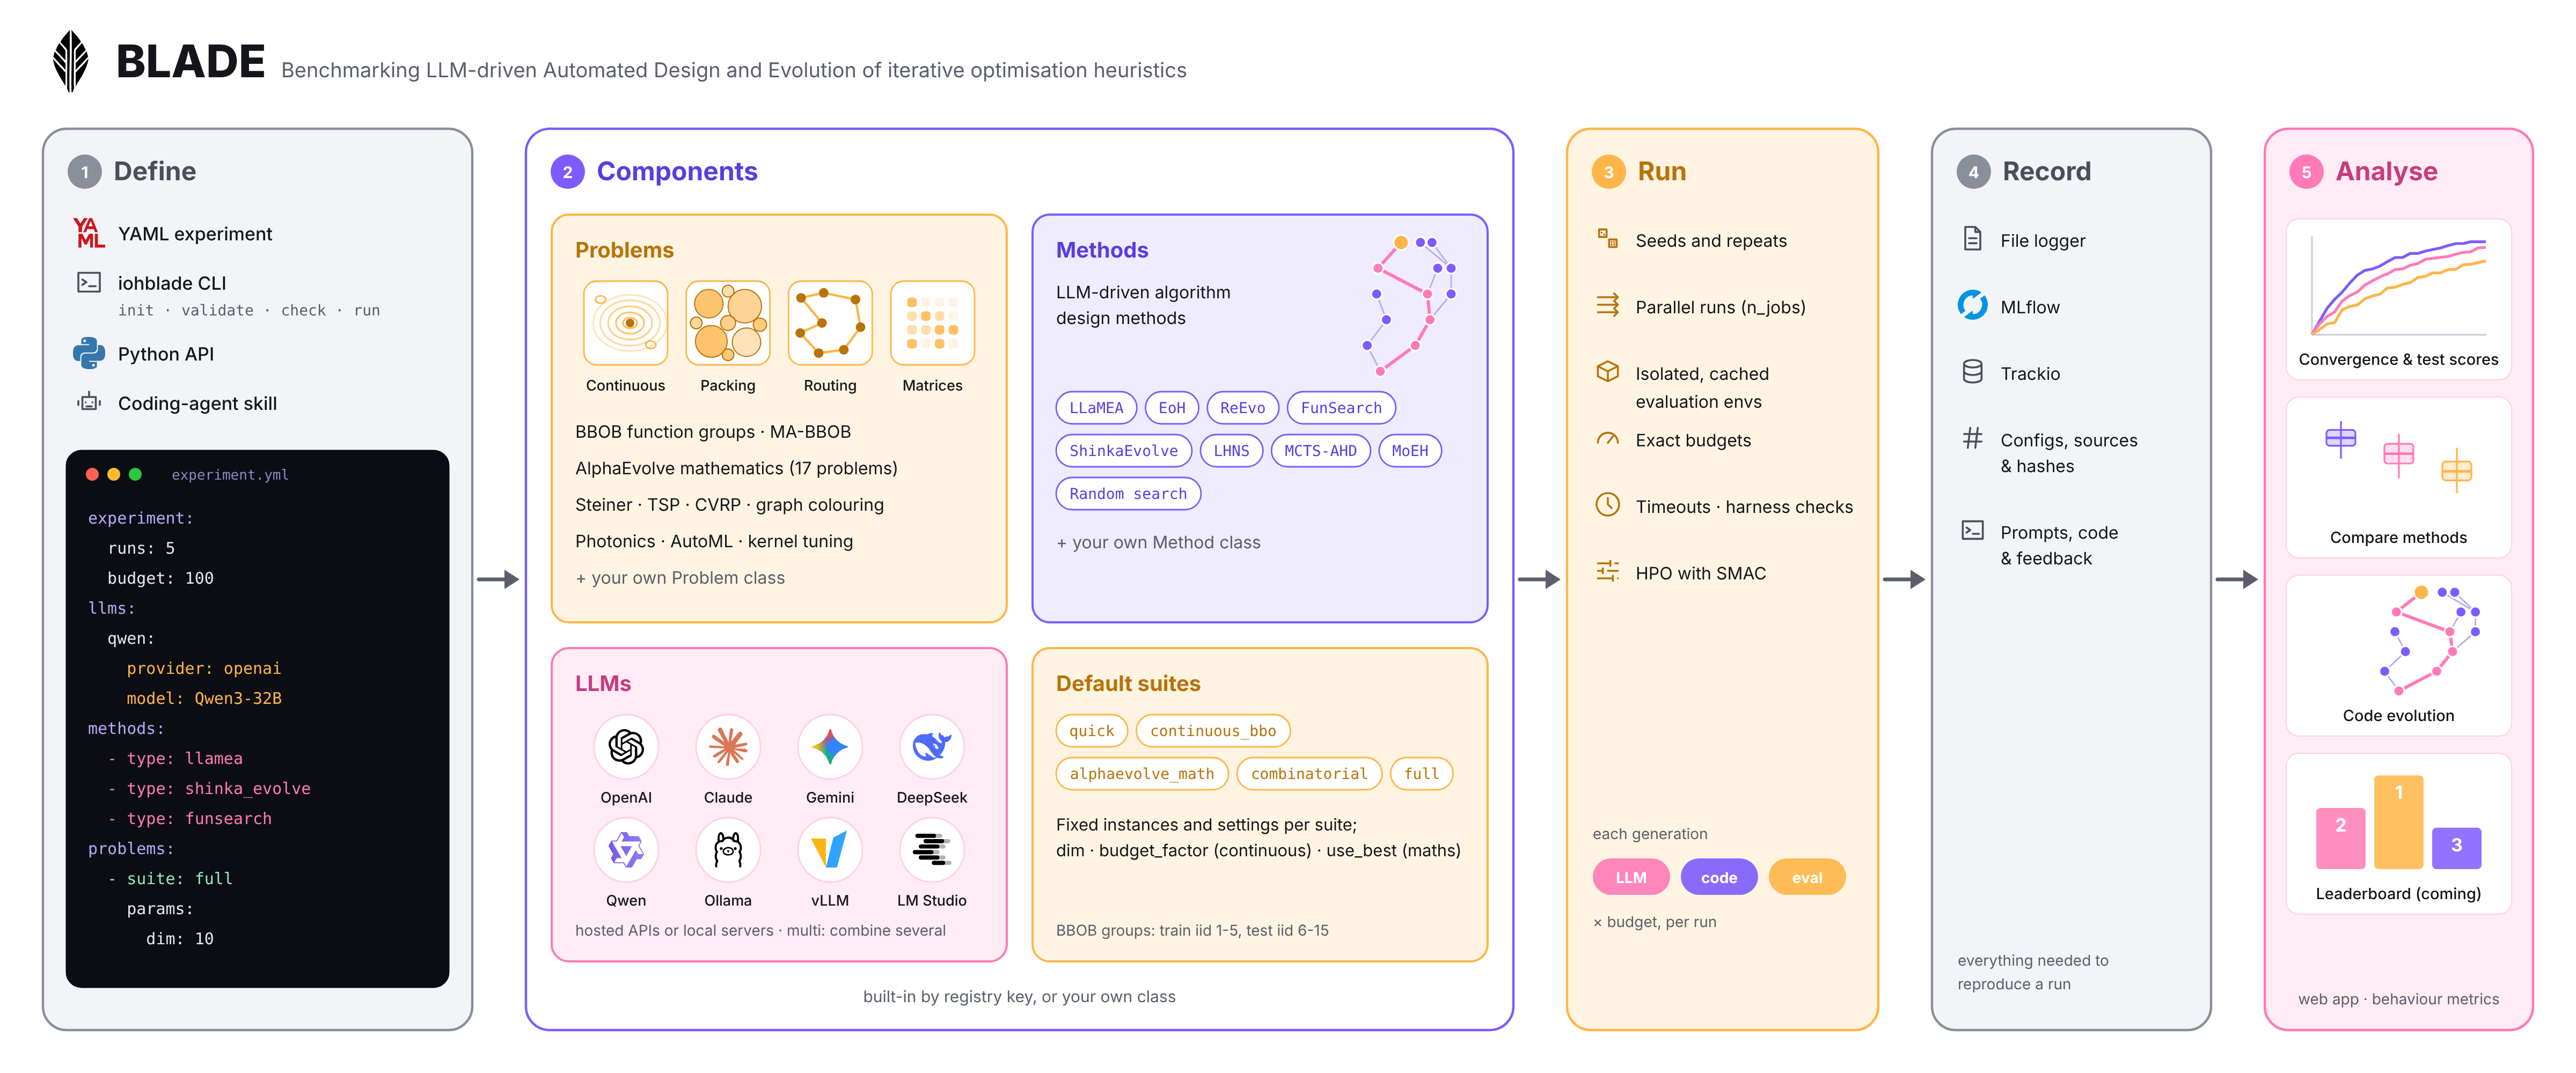 BLADE Benchmarking LLM-driven Automated Design and Evolution of iterative optimisation heuristics
1 Define
YAML YAML experiment
iohblade CLI
init · validate · check · run
Python API
Coding-agent skill
experiment.yml
experiment:
runs: 5
budget: 100
llms:
qwen:
provider: openai
model: Qwen3-32B
methods:
- type: llamea
- type: shinka_evolve
- type: funsearch
problems:
- suite: full
params:
dim: 10
2 Components
Problems
Continuous Packing Routing Matrices
BBOB function groups · MA-BBOB
AlphaEvolve mathematics (17 problems)
Steiner · TSP · CVRP · graph colouring
Photonics · AutoML · kernel tuning
+ your own Problem class
Methods
LLM-driven algorithm
design methods
LLaMEA EoH ReEvo FunSearch
ShinkaEvolve LHNS MCTS-AHD MoEH
Random search
+ your own Method class
LLMs
OpenAI Claude Gemini DeepSeek
Qwen Ollama vLLM LM Studio
hosted APIs or local servers · multi: combine several
Default suites
quick continuous_bbo
alphaevolve_math combinatorial full
Fixed instances and settings per suite;
dim · budget_factor (continuous) · use_best (maths)
BBOB groups: train iid 1-5, test iid 6-15
built-in by registry key, or your own class
3 Run
Seeds and repeats
Parallel runs (n_jobs)
Isolated, cached
evaluation envs
Exact budgets
Timeouts · harness checks
HPO with SMAC
each generation
LLM code eval
× budget, per run
4 Record
File logger
MLflow
Trackio
Configs, sources
& hashes
Prompts, code
& feedback
everything needed to
reproduce a run
5 Analyse
Convergence & test scores
Compare methods
Code evolution
2 1 3
Leaderboard (coming)
web app · behaviour metrics